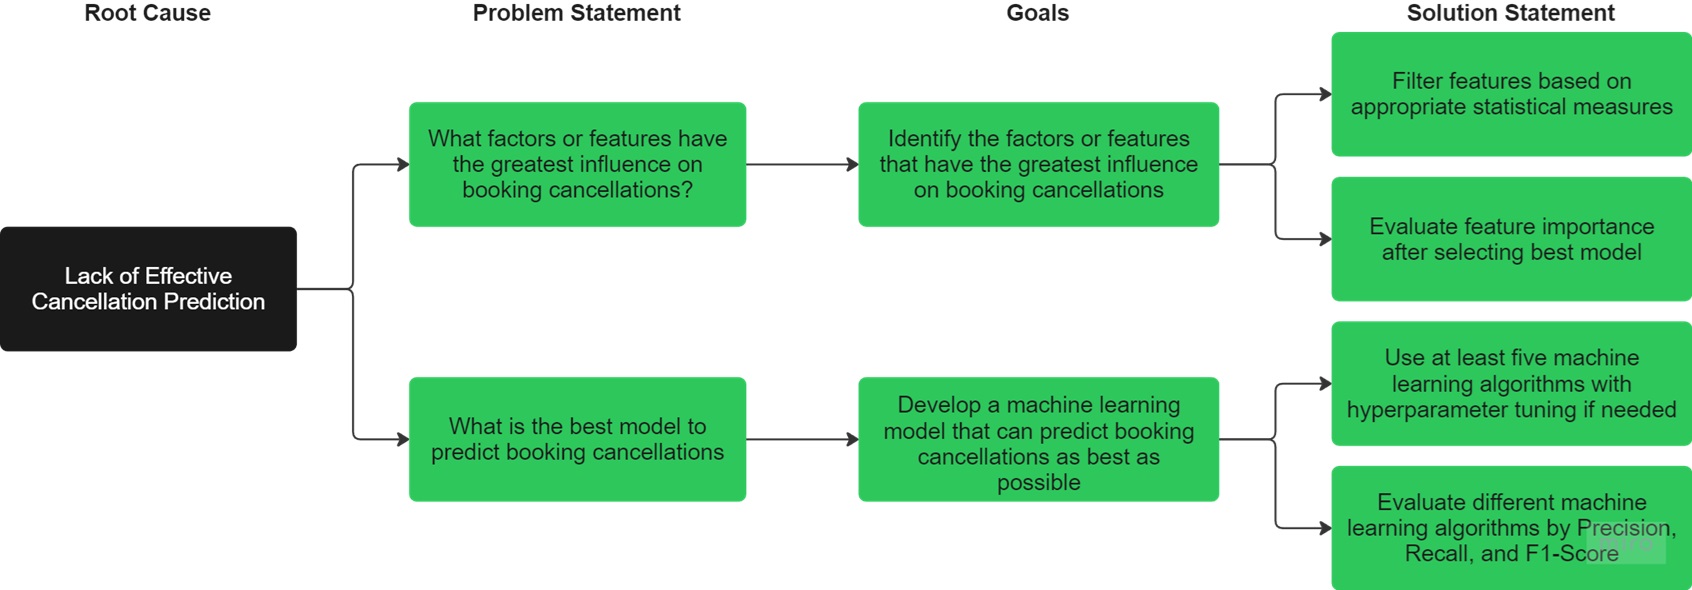 Root Cause
Problem Statement
Goals
Solution Statement
Lack of Effective
Cancellation Prediction
What factors or features have
the greatest influence on
booking cancellations?
Identify the factors or features
that have the greatest influence
on booking cancellations
Filter features based on
appropriate statistical measures
Evaluate feature importance
after selecting best model
What is the best model to
predict booking cancellations
Develop a machine learning
model that can predict booking
cancellations as best as
possible
Use at least five machine
learning algorithms with
hyperparameter tuning if needed
Evaluate different machine
learning algorithms by Precision,
Recall, and F1-Score